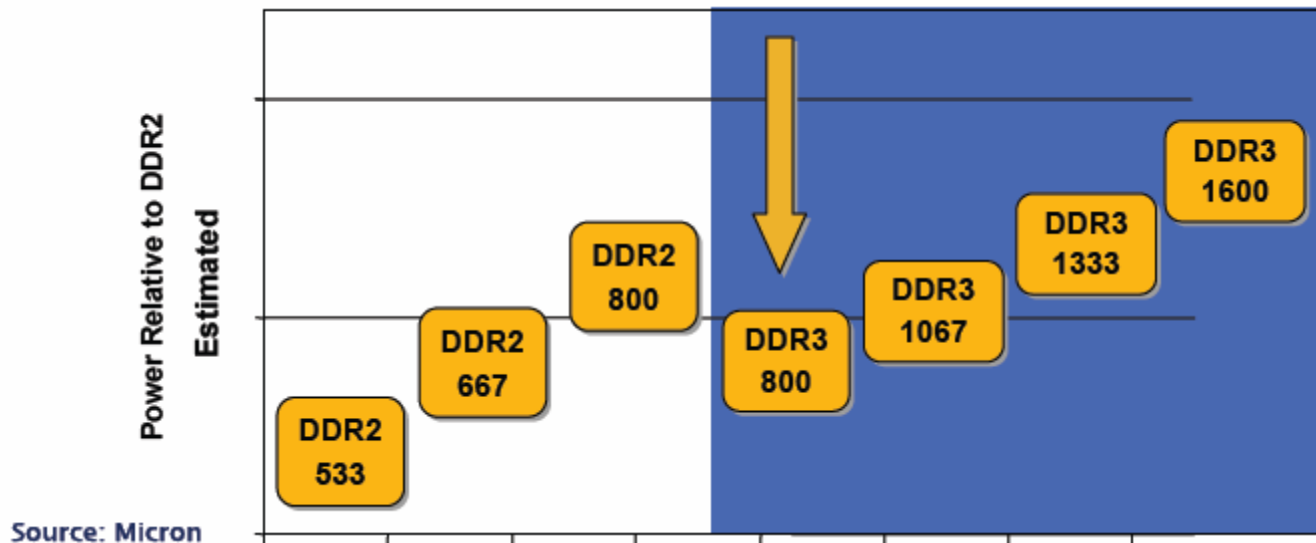 Power Relative to DDR2
Estimated
DDR2
533
DDR2
667
DDR2
800
DDR3
800
DDR3
1067
DDR3
1333
DDR3
1600
Source: Micron